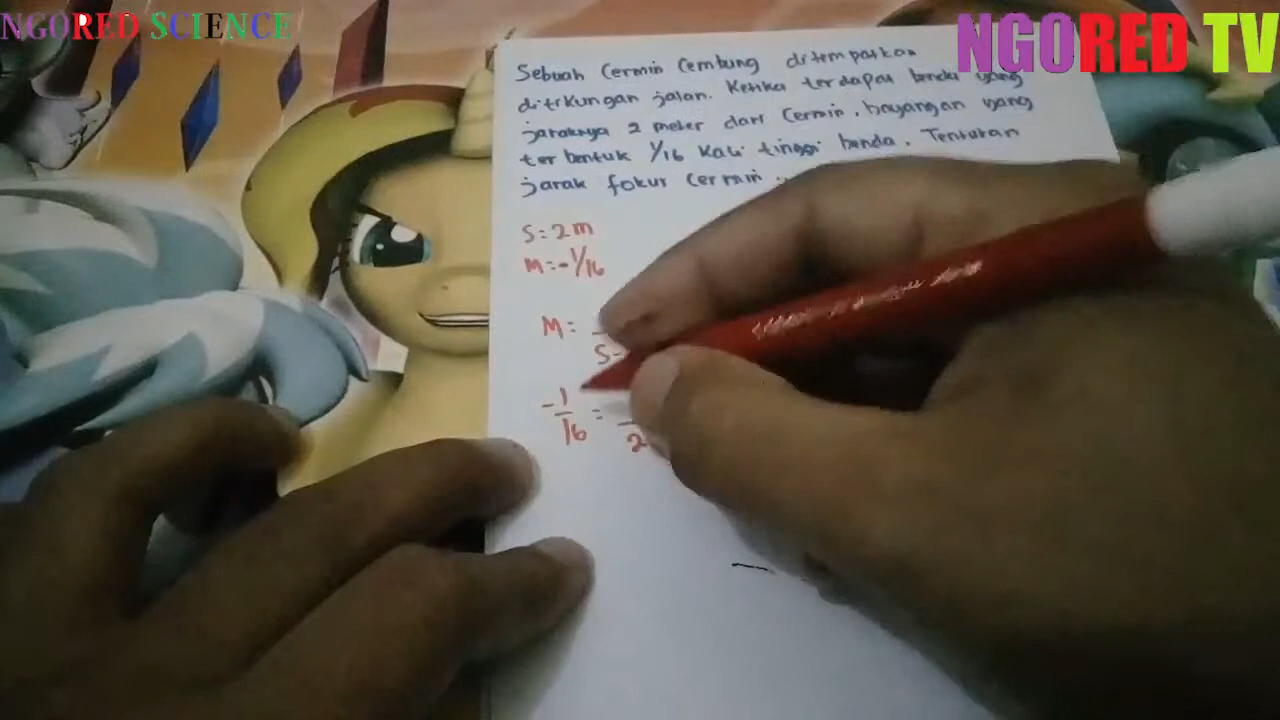 NGORED SCIENCE
NGORED TV
Sebuah Cermin Cembung ditempatkan
ditikungan jalan. Ketika terdapat benda yang
jaraknya 2 meter dari Cermin, bayangan yang
terbentuk 1/16 kali tinggi benda. Tentukan
jarak fokus Cermin
S=2m
m=-1/16
M=
S-
-1/16 =
2